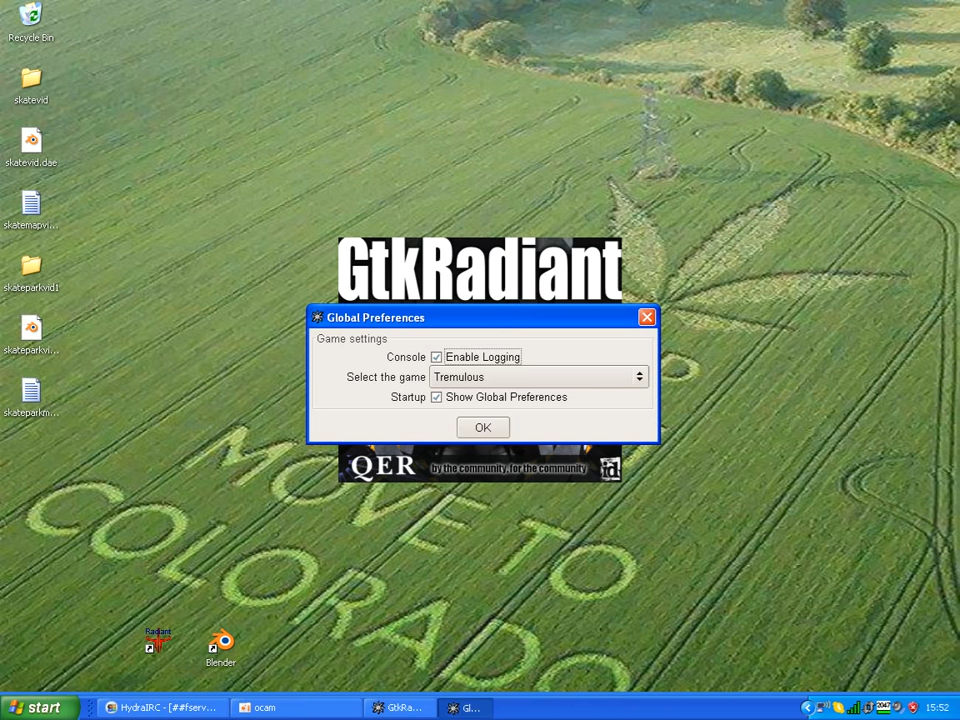 Recycle Bin
skatevid
skatevid.dae
skatemapvi...
skateparkvid1
skateparkvi...
skateparkm...
GtkRadiant
Global Preferences
Game settings
Console Enable Logging
Select the game Tremulous
Startup Show Global Preferences
OK
QER by the community, for the community id
MOVE TO
COLORADO
Radiant
Blender
start
HydraIRC - [##fserv...
ocam
GtkRa...
Gl...
2047
15:52